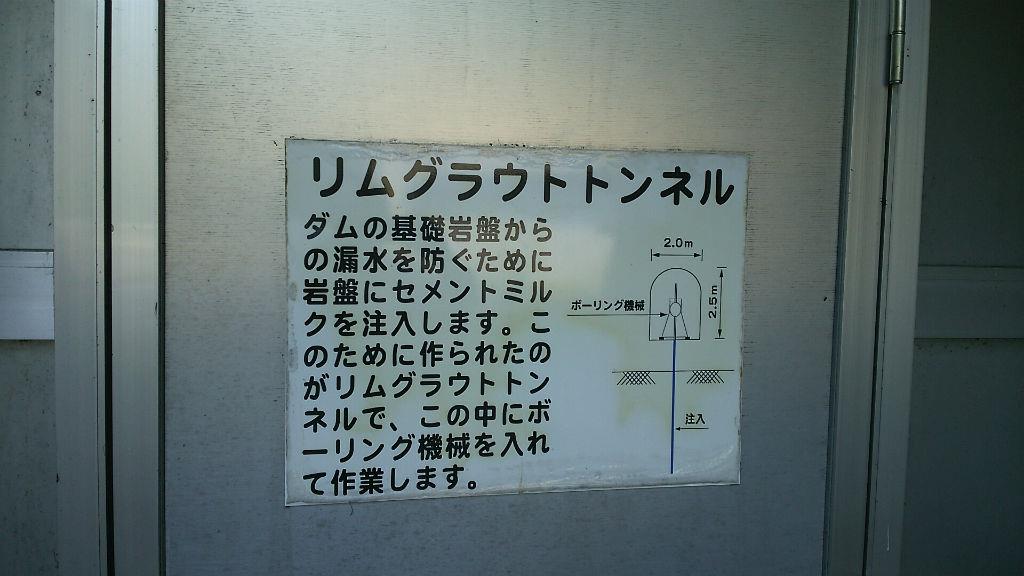 リムグラウトトンネル
ダムの基礎岩盤から
の漏水を防ぐために
岩盤にセメントミル
クを注入します。こ
のために作られたの
がリムグラウトトン
ネルで、この中にボ
ーリング機械を入れ
て作業します。
2.0m
2.5m
ボーリング機械
注入